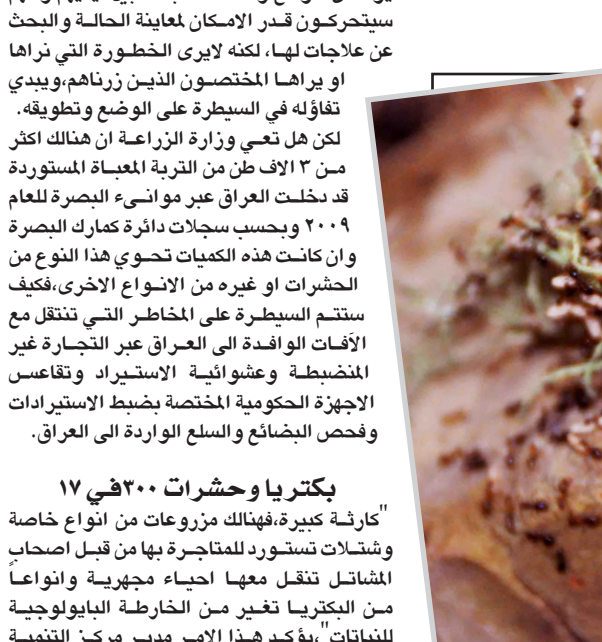 سيتحركون قدر الامكان لمعاينة الحالة والبحث
عن علاجات لها، لكنه لايرى الخطورة التي نراها
او يراها المختصون الذين زرناهم،ويبدي
تفاؤله في السيطرة على الوضع وتطويقه.
لكن هل تعي وزارة الزراعة ان هنالك اكثر
من ٣ الاف طن من التربة المعباة المستوردة
قد دخلت العراق عبر موانىء البصرة للعام
٢٠٠٩ وبحسب سجلات دائرة كمارك البصرة
وان كانت هذه الكميات تحوي هذا النوع من
الحشرات او غيره من الانواع الاخرى،فكيف
ستتم السيطرة على المخاطر التي تنتقل مع
الآفات الوافدة الى العراق عبر التجارة غير
المنضبطة وعشوائية الاستيراد وتقاعس
الاجهزة الحكومية المختصة بضبط الاستيرادات
وفحص البضائع والسلع الواردة الى العراق.
بكتريا وحشرات ٣٠٠في ١٧
"كارثة كبيرة،فهنالك مزروعات من انواع خاصة
وشتلات تستورد للمتاجرة بها من قبل اصحاب
المشاتل تنقل معها احياء مجهرية وانواعاً
من البكتريا تغير من الخارطة البايولوجية
للنباتات"،يؤكد هذا الامر مدير مركز التنمية